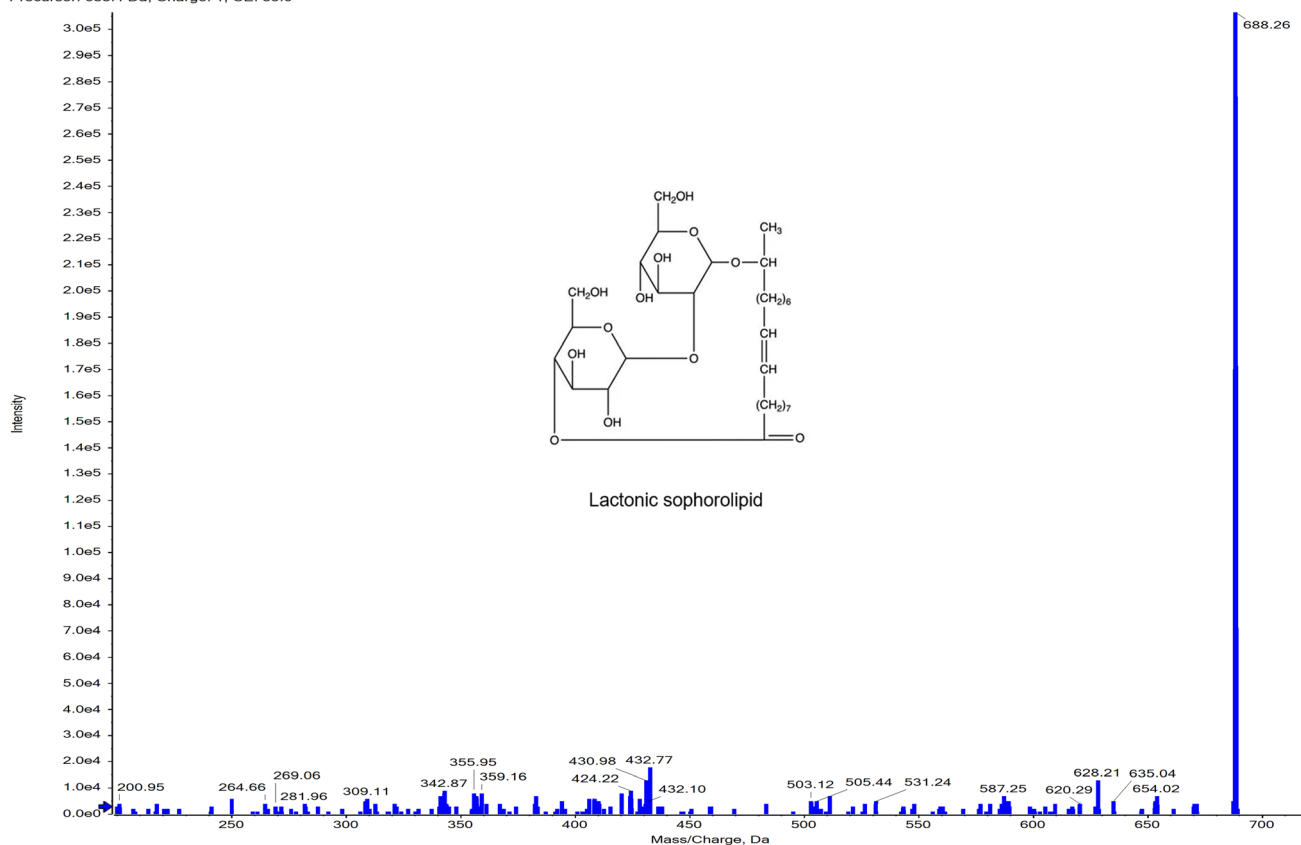 3.0e5
2.9e5
2.8e5
2.7e5
2.6e5
2.5e5
2.4e5
2.3e5
2.2e5
2.1e5
2.0e5
1.9e5
1.8e5
1.7e5
1.6e5
1.5e5
1.4e5
1.3e5
1.2e5
1.1e5
1.0e5
9.0e4
8.0e4
7.0e4
6.0e4
5.0e4
4.0e4
3.0e4
2.0e4
1.0e4
0.0e0
Intensity
688.26
CH2OH
O
CH3
OH
O
CH
OH
(CH2)6
CH2OH
O
CH
OH
O
CH
(CH2)7
OH
O
O
Lactonic sophorolipid
200.95
264.66
269.06
281.96
309.11
342.87
355.95
359.16
424.22
430.98
432.77
432.10
503.12
505.44
531.24
587.25
620.29
628.21
635.04
654.02
250
300
350
400
450
500
550
600
650
700
Mass/Charge, Da